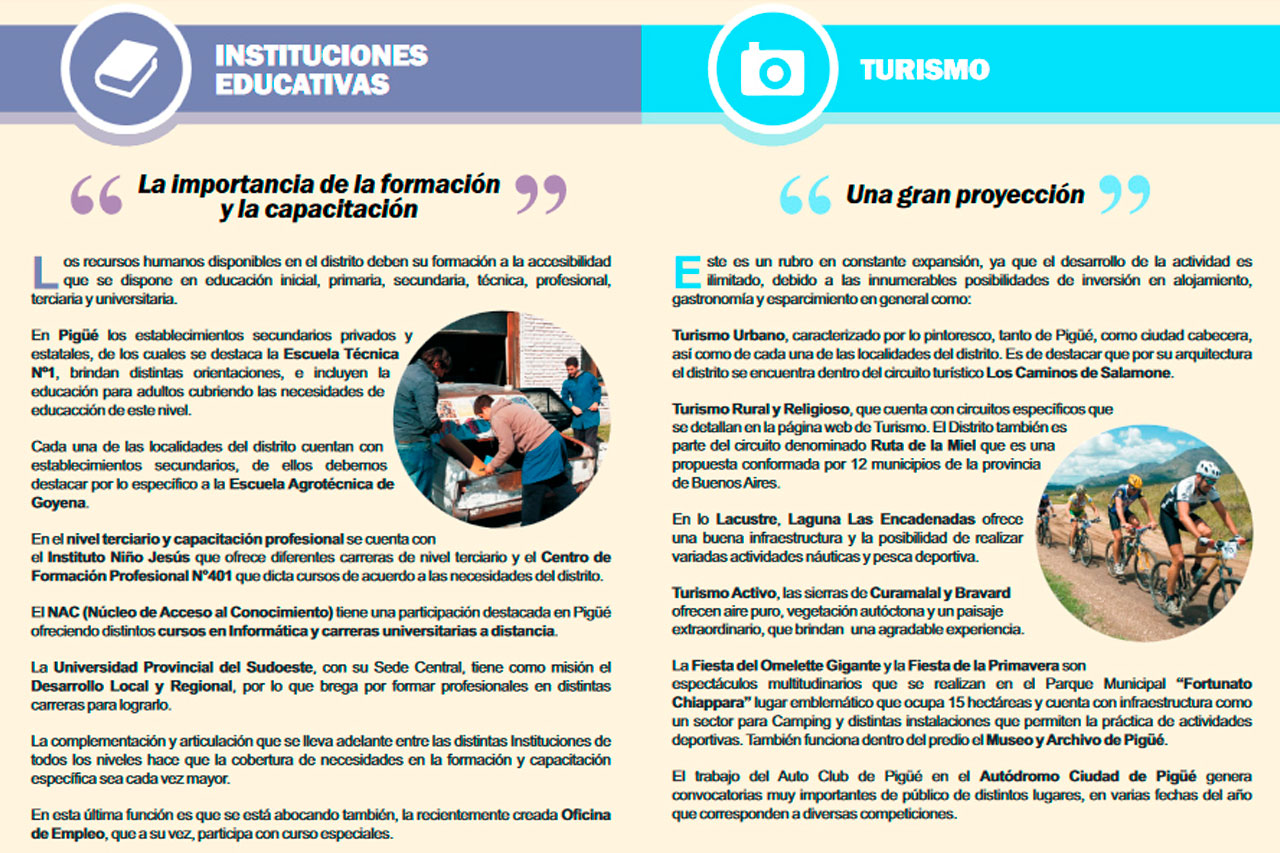 INSTITUCIONES
EDUCATIVAS
“ La importancia de la formación
y la capacitación ”
Los recursos humanos disponibles en el distrito deben su formación a la accesibilidad
que se dispone en educación inicial, primaria, secundaria, técnica, profesional,
terciaria y universitaria.
En Pigüé los establecimientos secundarios privados y
estatales, de los cuales se destaca la Escuela Técnica
Nº1, brindan distintas orientaciones, e incluyen la
educación para adultos cubriendo las necesidades de
educacción de este nivel.
Cada una de las localidades del distrito cuentan con
establecimientos secundarios, de ellos debemos
destacar por lo específico a la Escuela Agrotécnica de
Goyena.
En el nivel terciario y capacitación profesional se cuenta con
el Instituto Niño Jesús que ofrece diferentes carreras de nivel terciario y el Centro de
Formación Profesional Nº401 que dicta cursos de acuerdo a las necesidades del distrito.
El NAC (Núcleo de Acceso al Conocimiento) tiene una participación destacada en Pigüé
ofreciendo distintos cursos en Informática y carreras universitarias a distancia.
La Universidad Provincial del Sudoeste, con su Sede Central, tiene como misión el
Desarrollo Local y Regional, por lo que brega por formar profesionales en distintas
carreras para lograrlo.
La complementación y articulación que se lleva adelante entre las distintas Instituciones de
todos los niveles hace que la cobertura de necesidades en la formación y capacitación
específica sea cada vez mayor.
En esta última función es que se está abocando también, la recientemente creada Oficina
de Empleo, que a su vez, participa con curso especiales.
TURISMO
“ Una gran proyección ”
Este es un rubro en constante expansión, ya que el desarrollo de la actividad es
ilimitado, debido a las innumerables posibilidades de inversión en alojamiento,
gastronomía y esparcimiento en general como:
Turismo Urbano, caracterizado por lo pintoresco, tanto de Pigüé, como ciudad cabecera,
así como de cada una de las localidades del distrito. Es de destacar que por su arquitectura
el distrito se encuentra dentro del circuito turístico Los Caminos de Salamone.
Turismo Rural y Religioso, que cuenta con circuitos específicos que
se detallan en la página web de Turismo. El Distrito también es
parte del circuito denominado Ruta de la Miel que es una
propuesta conformada por 12 municipios de la provincia
de Buenos Aires.
En lo Lacustre, Laguna Las Encadenadas ofrece
una buena infraestructura y la posibilidad de realizar
variadas actividades náuticas y pesca deportiva.
Turismo Activo, las sierras de Curamalal y Bravard
ofrecen aire puro, vegetación autóctona y un paisaje
extraordinario, que brindan una agradable experiencia.
La Fiesta del Omelette Gigante y la Fiesta de la Primavera son
espectáculos multitudinarios que se realizan en el Parque Municipal “Fortunato
Chiappara” lugar emblemático que ocupa 15 hectáreas y cuenta con infraestructura como
un sector para Camping y distintas instalaciones que permiten la práctica de actividades
deportivas. También funciona dentro del predio el Museo y Archivo de Pigüé.
El trabajo del Auto Club de Pigüé en el Autódromo Ciudad de Pigüé genera
convocatorias muy importantes de público de distintos lugares, en varias fechas del año
que corresponden a diversas competiciones.